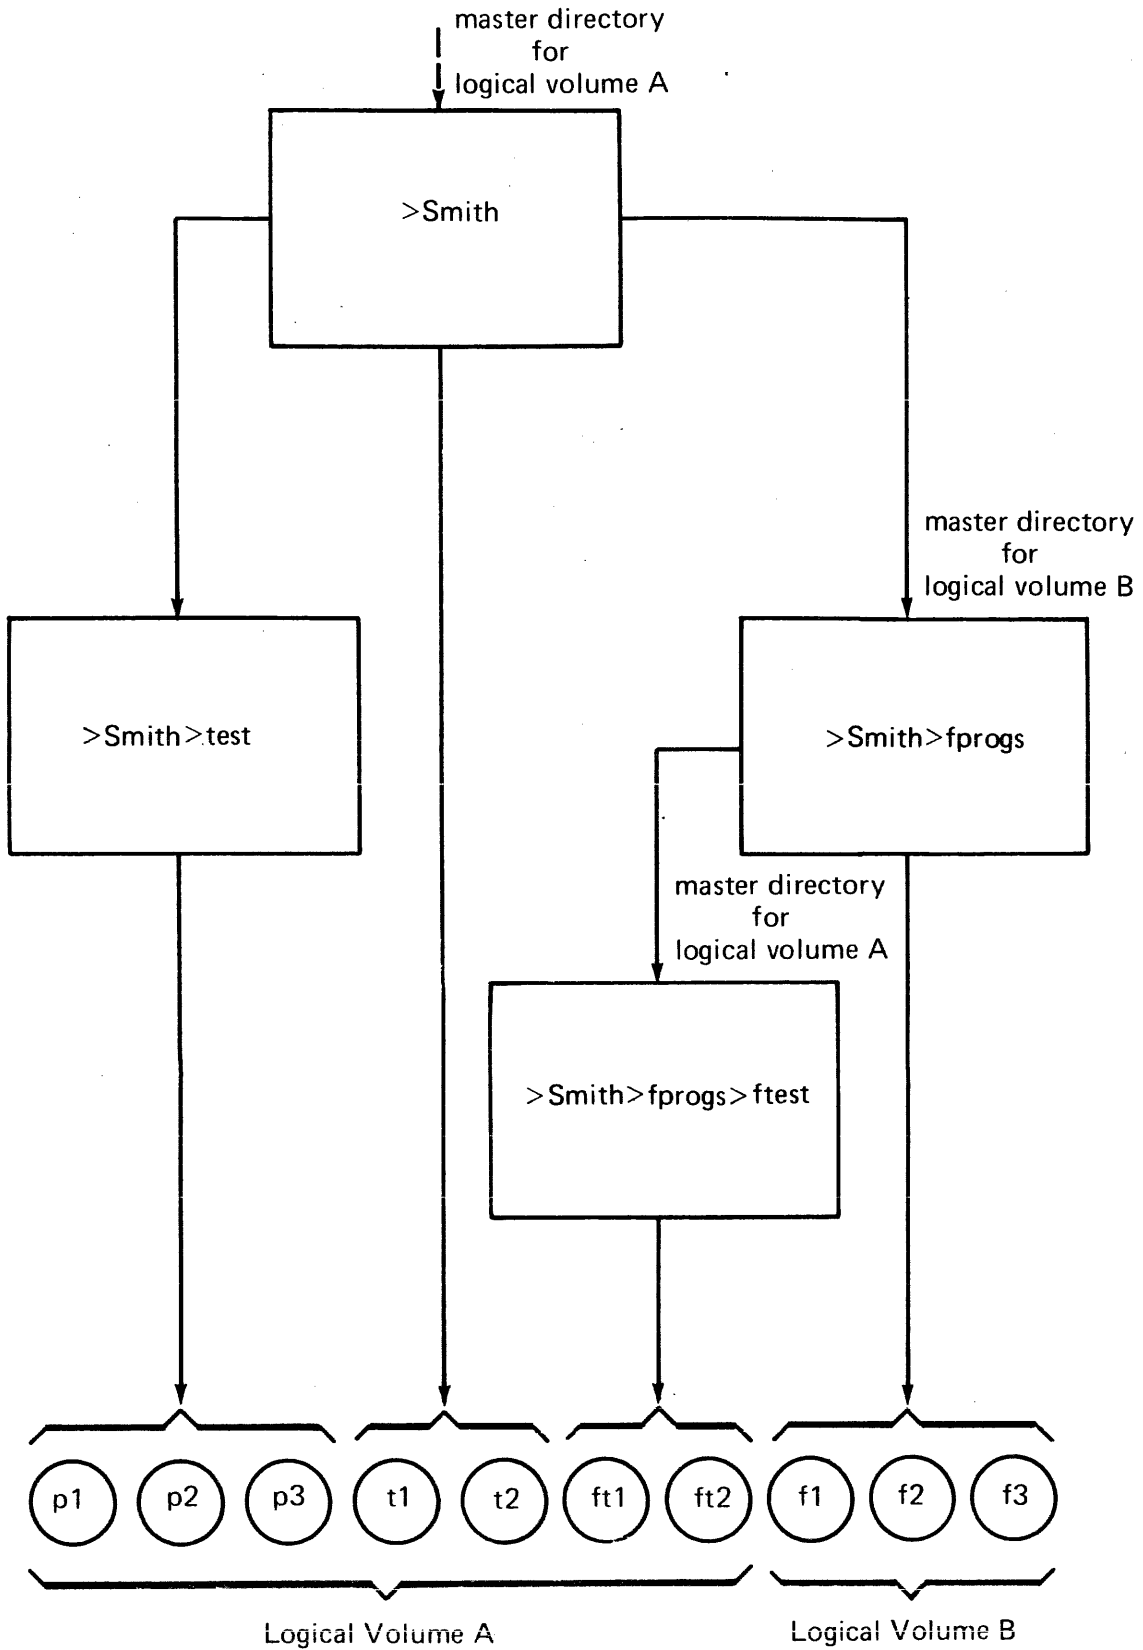 master directory
for
logical volume A
>Smith
master directory
for
logical volume B
>Smith>test
>Smith>fprogs
master directory
for
logical volume A
>Smith>fprogs>ftest
p1 p2 p3 t1 t2 ft1 ft2 f1 f2 f3
Logical Volume A
Logical Volume B